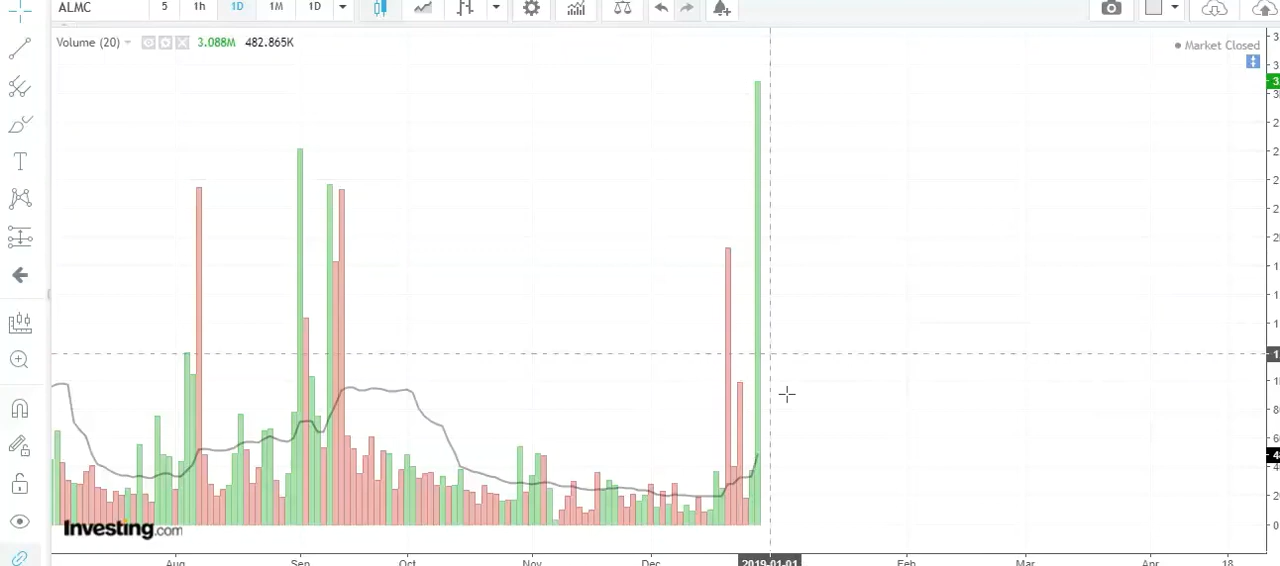 ALMC 5 1h 1D 1M 1D
Volume (20) 3.088M 482.865K
Market Closed
T
Investing.com
Aug Sep Oct Nov Dec 2019-01-01 Feb Mar Apr 18